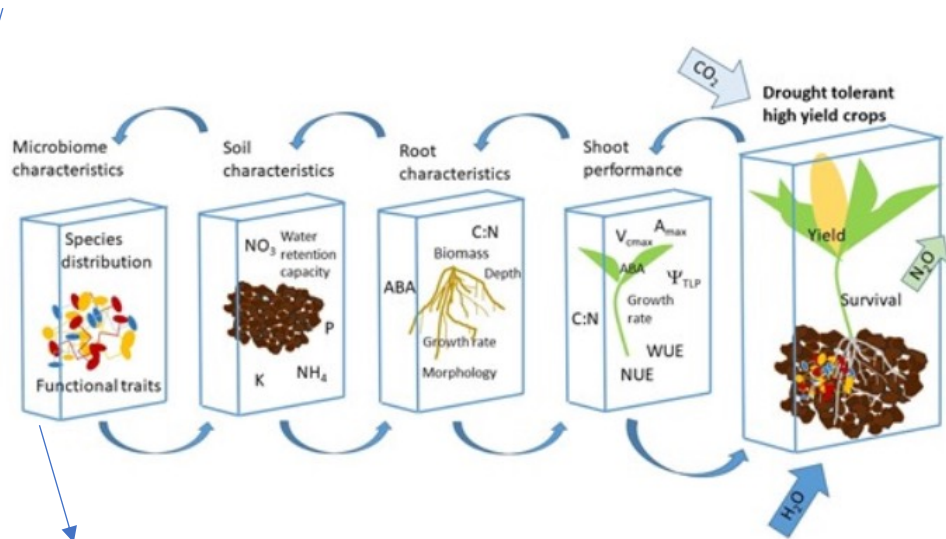 CO₂
Drought tolerant
high yield crops
Microbiome
characteristics
Soil
characteristics
Root
characteristics
Shoot
performance
Species
distribution
Functional traits
NO₃
Water
retention
capacity
P
K
NH₄
C:N
Biomass
Depth
ABA
Growth rate
Morphology
V꜀ₘₐₓ
Aₘₐₓ
ABA
Ψ_TLP
Growth
rate
C:N
WUE
NUE
Yield
N₂O
Survival
H₂O